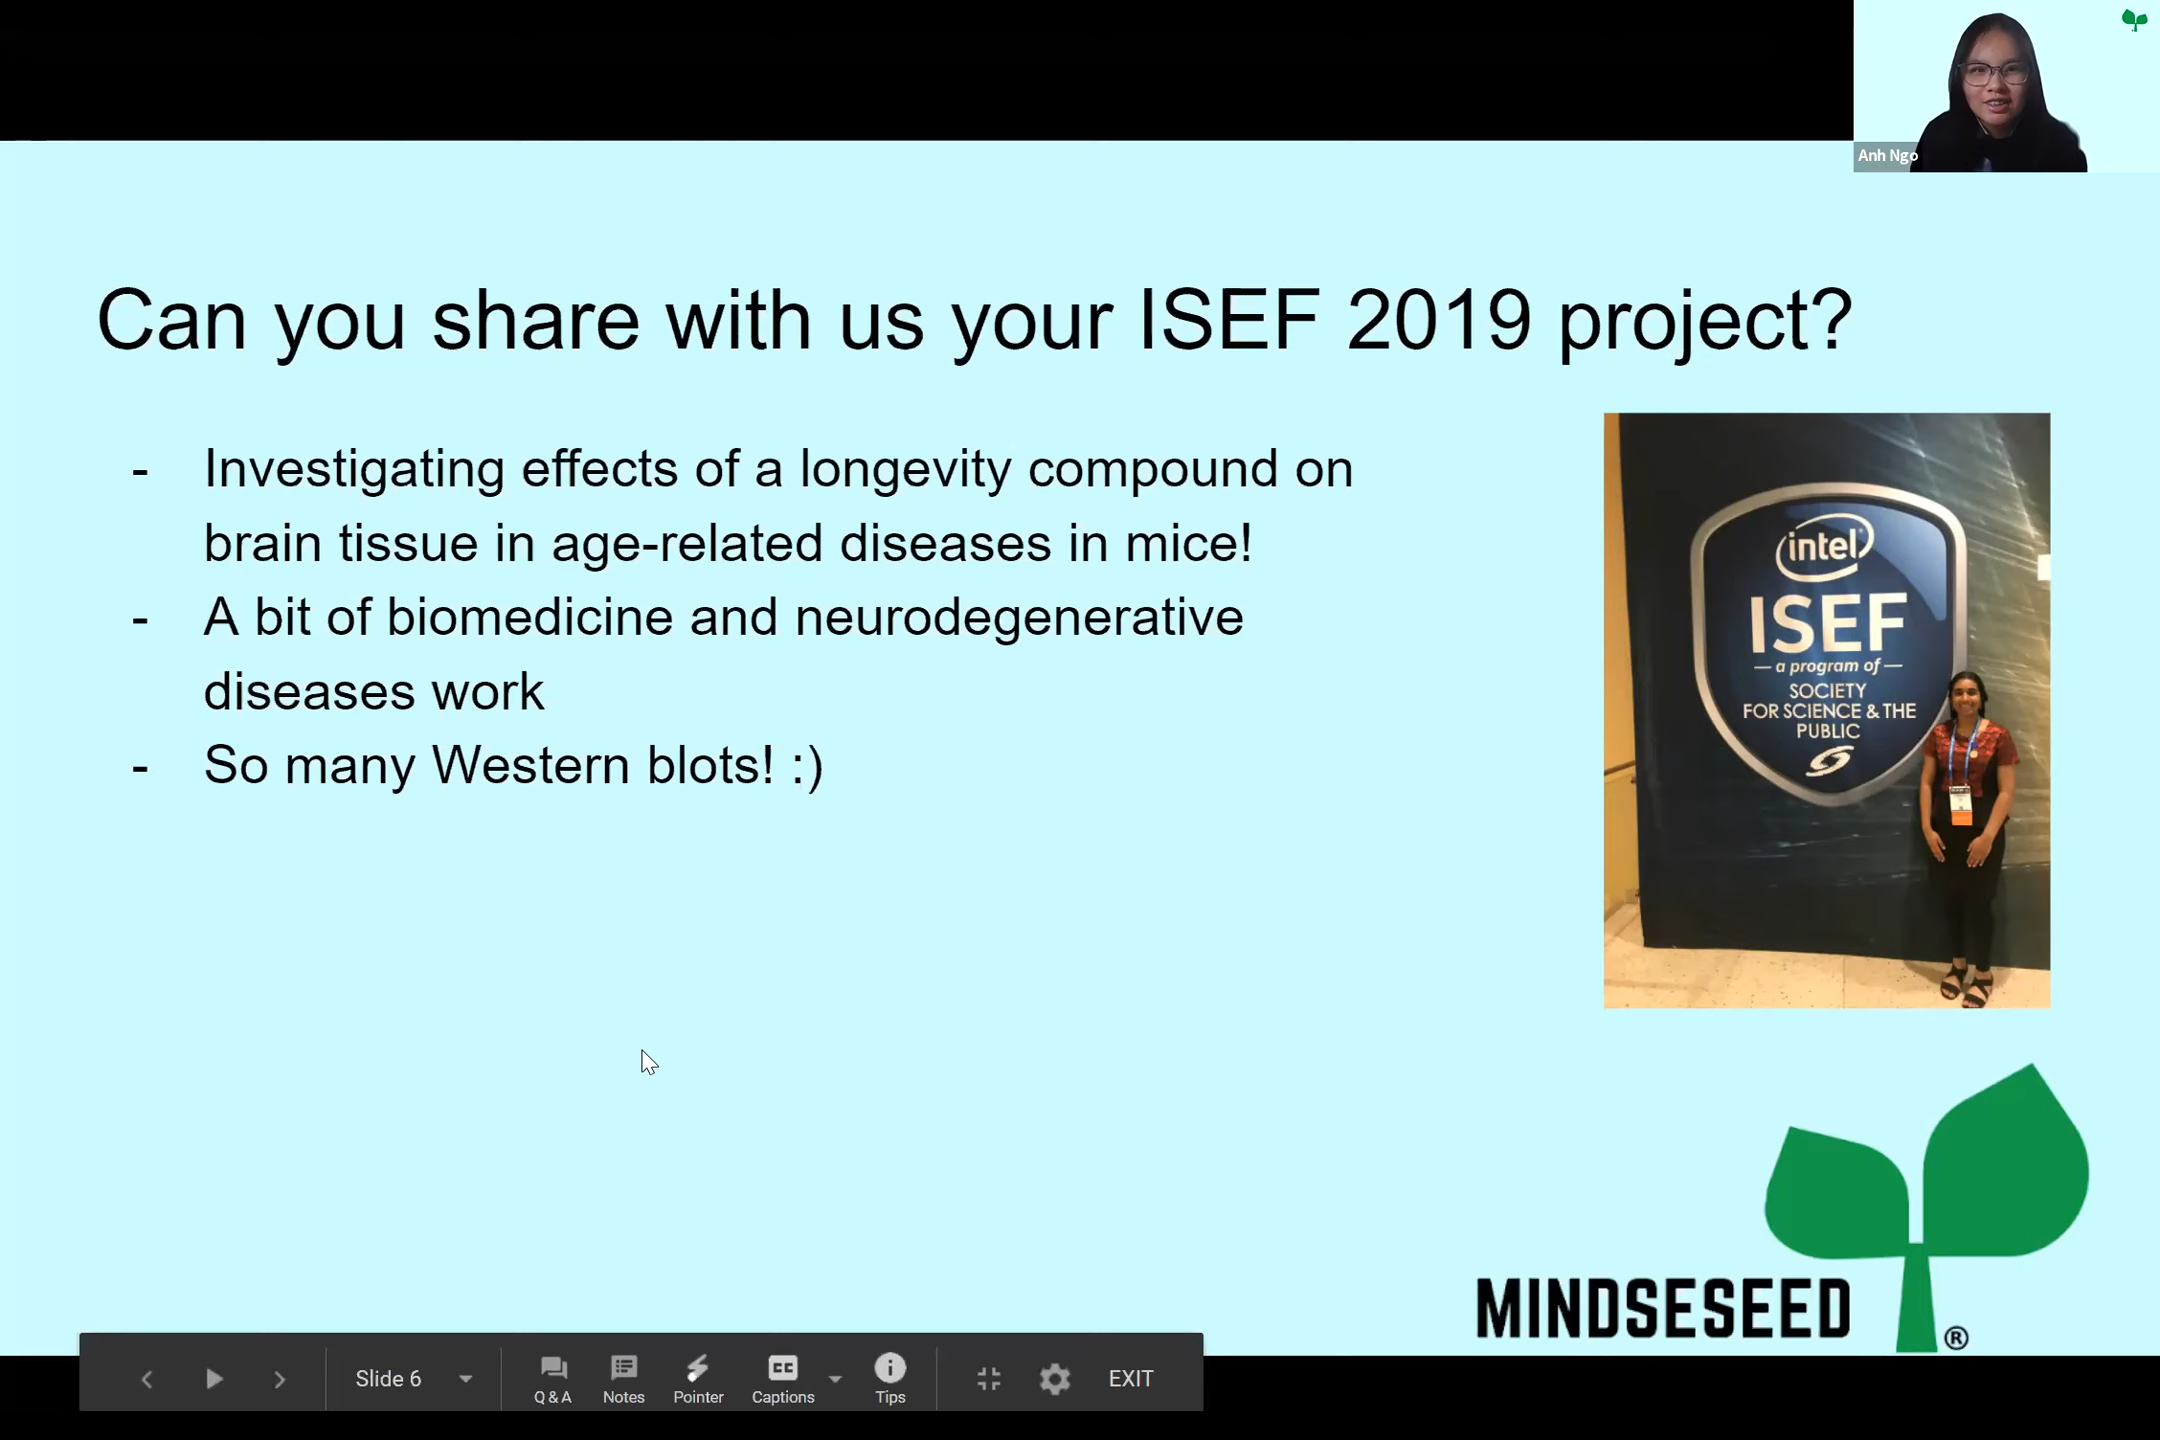 Anh Ngo
Can you share with us your ISEF 2019 project?
- Investigating effects of a longevity compound on
brain tissue in age-related diseases in mice!
- A bit of biomedicine and neurodegenerative
diseases work
- So many Western blots! :)
intel
ISEF
— a program of —
SOCIETY
FOR SCIENCE & THE
PUBLIC
MINDSESEED
®
Slide 6
Q & A
Notes
Pointer
CC
Captions
Tips
EXIT